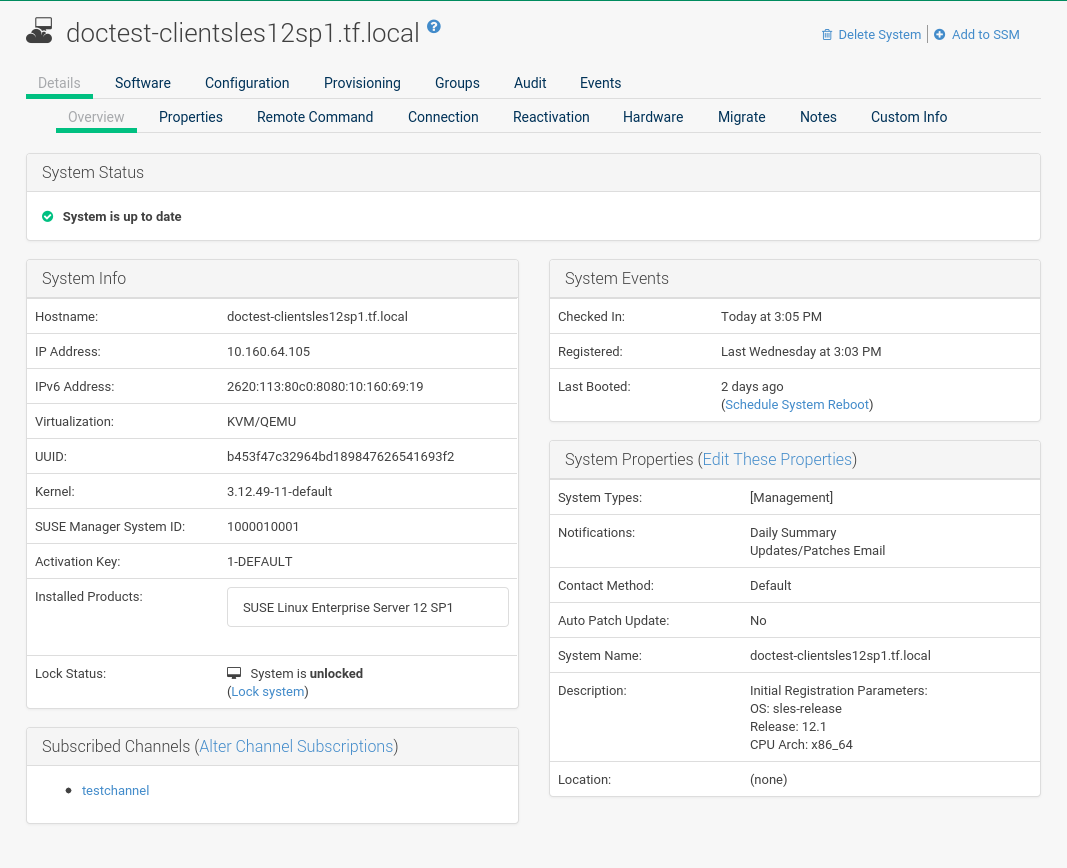 doctest-clientsles12sp1.tf.local ?
Delete System | Add to SSM
Details Software Configuration Provisioning Groups Audit Events
Overview Properties Remote Command Connection Reactivation Hardware Migrate Notes Custom Info
System Status
System is up to date
System Info
Hostname: doctest-clientsles12sp1.tf.local
IP Address: 10.160.64.105
IPv6 Address: 2620:113:80c0:8080:10:160:69:19
Virtualization: KVM/QEMU
UUID: b453f47c32964bd189847626541693f2
Kernel: 3.12.49-11-default
SUSE Manager System ID: 1000010001
Activation Key: 1-DEFAULT
Installed Products: SUSE Linux Enterprise Server 12 SP1
Lock Status: System is unlocked
(Lock system)
Subscribed Channels (Alter Channel Subscriptions)
• testchannel
System Events
Checked In: Today at 3:05 PM
Registered: Last Wednesday at 3:03 PM
Last Booted: 2 days ago
(Schedule System Reboot)
System Properties (Edit These Properties)
System Types: [Management]
Notifications: Daily Summary
Updates/Patches Email
Contact Method: Default
Auto Patch Update: No
System Name: doctest-clientsles12sp1.tf.local
Description: Initial Registration Parameters:
OS: sles-release
Release: 12.1
CPU Arch: x86_64
Location: (none)